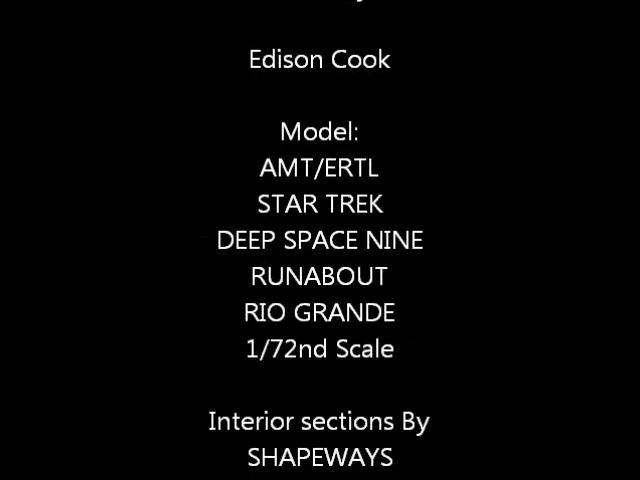 Edison Cook
Model:
AMT/ERTL
STAR TREK
DEEP SPACE NINE
RUNABOUT
RIO GRANDE
1/72nd Scale
Interior sections By
SHAPEWAYS